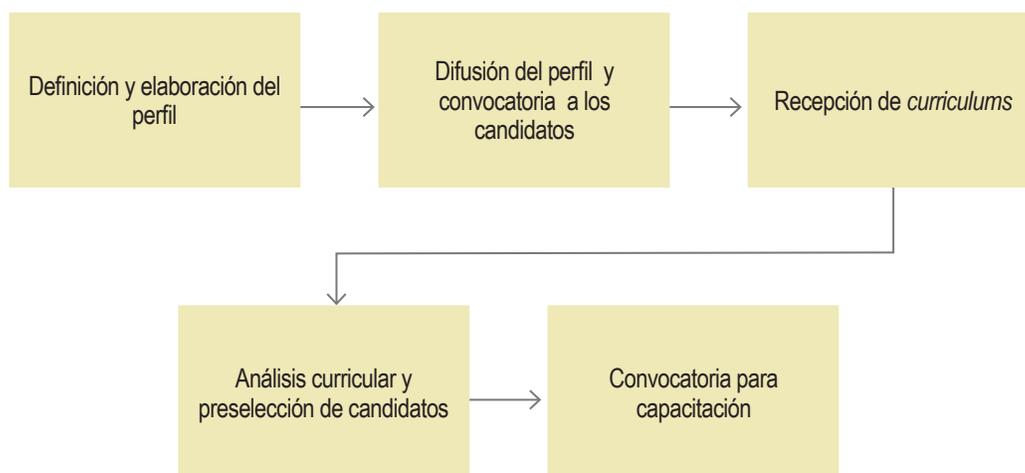 Definición y elaboración del
perfil
Difusión del perfil y
convocatoria a los
candidatos
Recepción de curriculums
Análisis curricular y
preselección de candidatos
Convocatoria para
capacitación